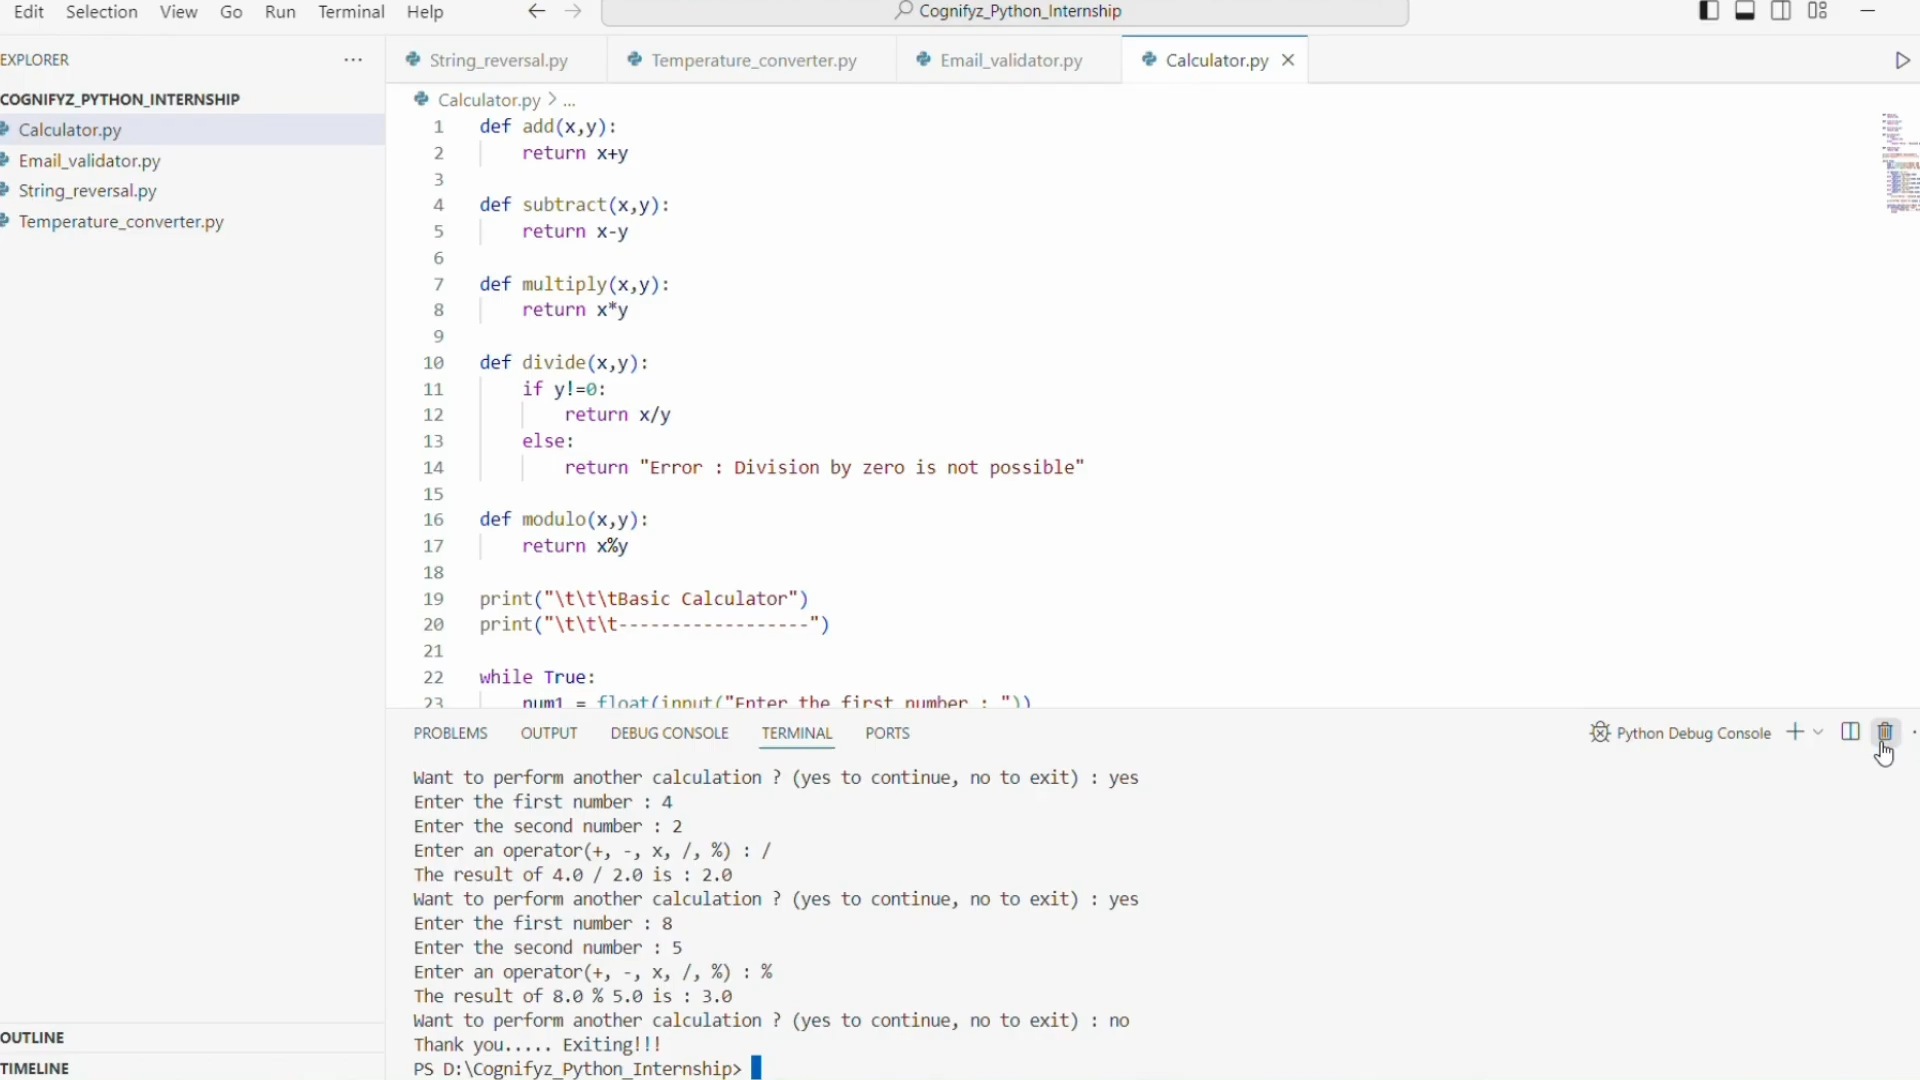 Edit Selection View Go Run Terminal Help
Cognifyz_Python_Internship
EXPLORER
String_reversal.py
Temperature_converter.py
Email_validator.py
Calculator.py
COGNIFYZ_PYTHON_INTERNSHIP
Calculator.py
Email_validator.py
String_reversal.py
Temperature_converter.py
OUTLINE
TIMELINE
Calculator.py > ...
1 def add(x,y):
2 return x+y
3
4 def subtract(x,y):
5 return x-y
6
7 def multiply(x,y):
8 return x*y
9
10 def divide(x,y):
11 if y!=0:
12 return x/y
13 else:
14 return "Error : Division by zero is not possible"
15
16 def modulo(x,y):
17 return x%y
18
19 print("\t\t\tBasic Calculator")
20 print("\t\t\t------------------")
21
22 while True:
23 num1 = float(input("Enter the first number : "))
PROBLEMS OUTPUT DEBUG CONSOLE TERMINAL PORTS
Python Debug Console
Want to perform another calculation ? (yes to continue, no to exit) : yes
Enter the first number : 4
Enter the second number : 2
Enter an operator(+, -, x, /, %) : /
The result of 4.0 / 2.0 is : 2.0
Want to perform another calculation ? (yes to continue, no to exit) : yes
Enter the first number : 8
Enter the second number : 5
Enter an operator(+, -, x, /, %) : %
The result of 8.0 % 5.0 is : 3.0
Want to perform another calculation ? (yes to continue, no to exit) : no
Thank you..... Exiting!!!
PS D:\Cognifyz_Python_Internship>